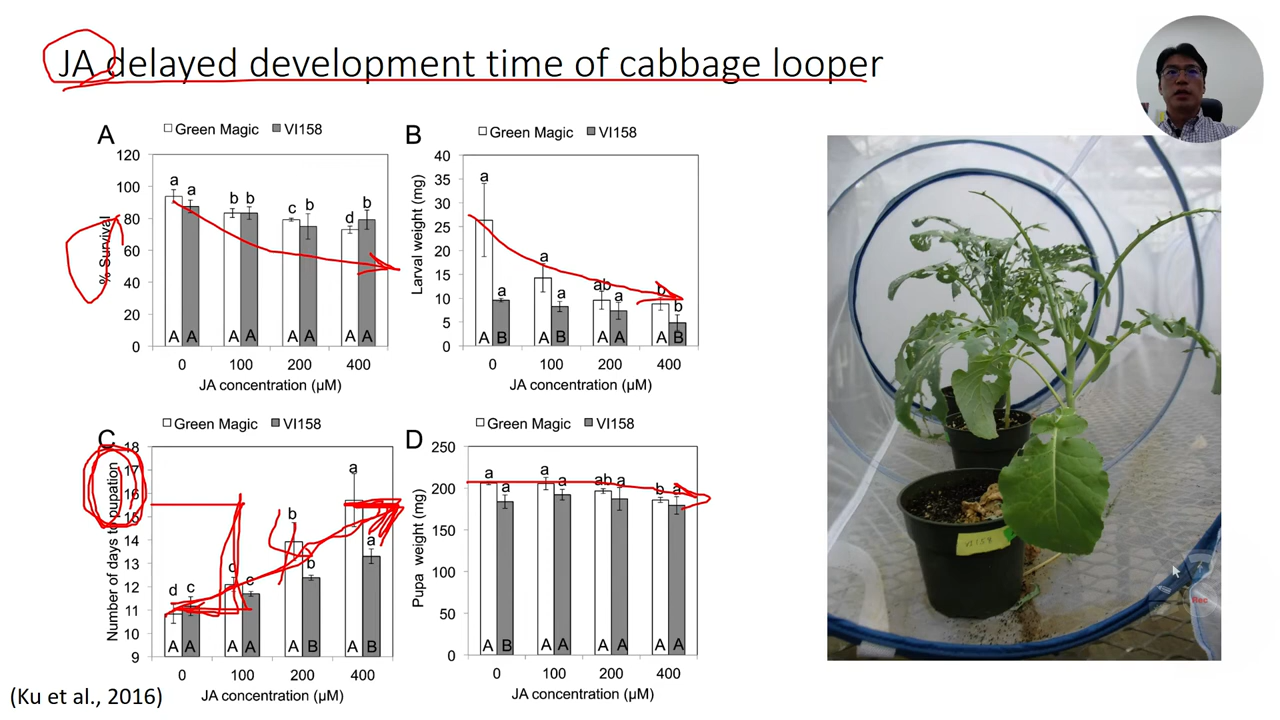 JA delayed development time of cabbage looper
A
Green Magic VI158
% Survival
120
100
80
60
40
20
0
a a b b c b d b
A A A A A A A A
0 100 200 400
JA concentration (µM)
B
Green Magic VI158
Larval weight (mg)
40
35
30
25
20
15
10
5
0
a a a a ab a b b
A B A B A A A B
0 100 200 400
JA concentration (µM)
C
Green Magic VI158
Number of days to pupation
18
17
16
15
14
13
12
11
10
9
d c c b b a a
A A A A A B A B
0 100 200 400
JA concentration (µM)
D
Green Magic VI158
Pupa weight (mg)
250
200
150
100
50
0
a a a a ab a b a
A B A A A A A A
0 100 200 400
JA concentration (µM)
(Ku et al., 2016)
VI158
Rec